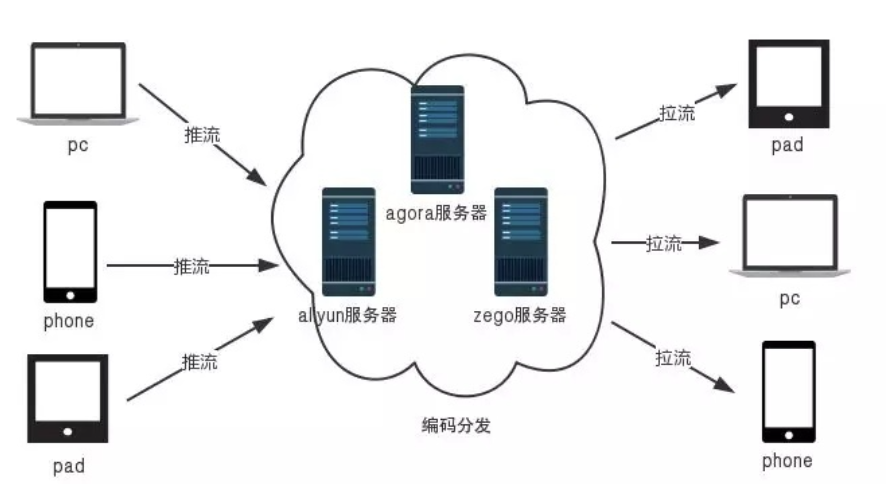 pc
推流
phone
推流
pad
推流
agora服务器
aliyun服务器
zego服务器
编码分发
拉流
pad
拉流
pc
拉流
phone